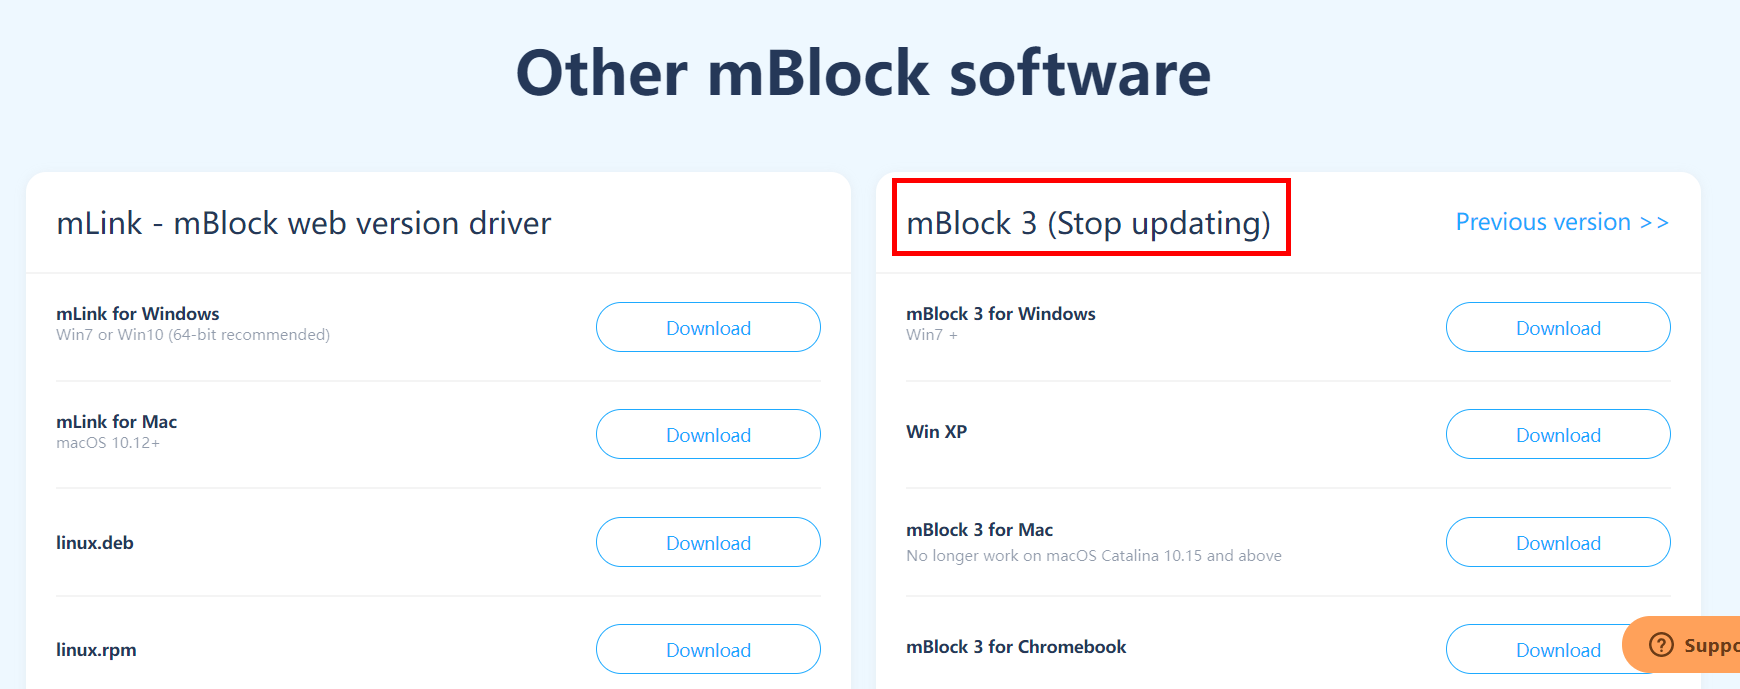 Other mBlock software
mLink - mBlock web version driver
mLink for Windows
Win7 or Win10 (64-bit recommended)
Download
mLink for Mac
macOS 10.12+
Download
linux.deb
Download
linux.rpm
Download
mBlock 3 (Stop updating)
Previous version >>
mBlock 3 for Windows
Win7 +
Download
Win XP
Download
mBlock 3 for Mac
No longer work on macOS Catalina 10.15 and above
Download
mBlock 3 for Chromebook
Download